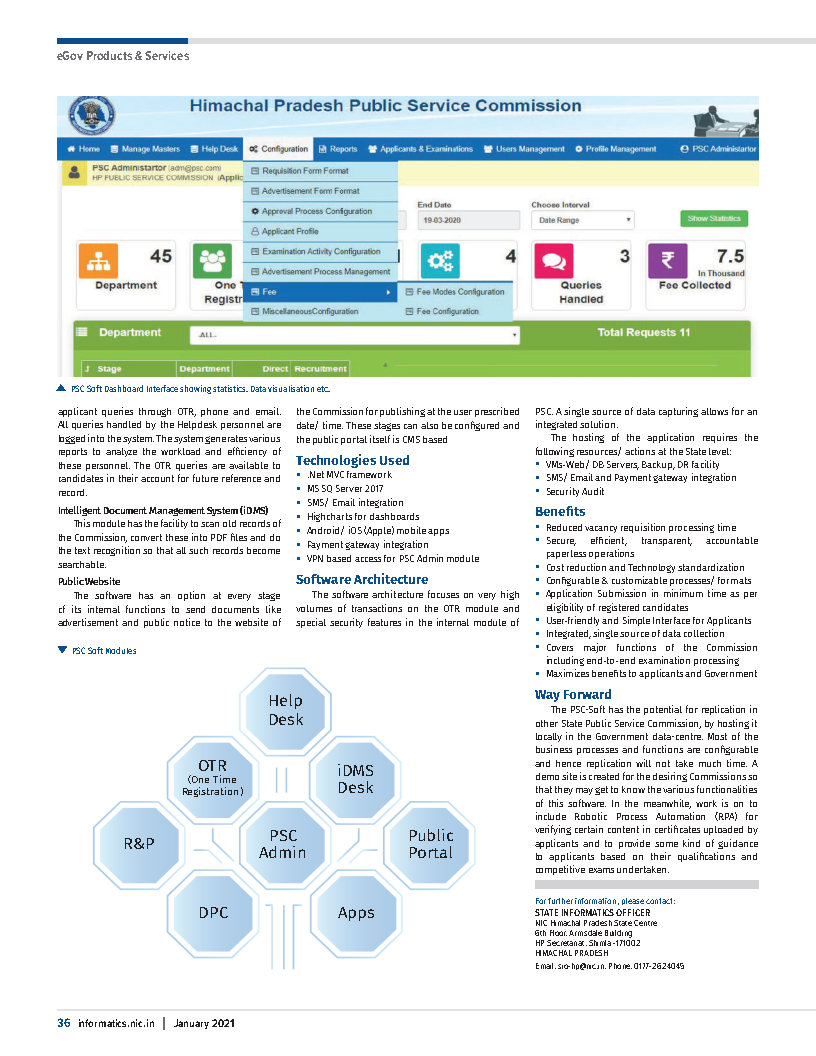 eGov Products & Services
Himachal Pradesh Public Service Commission
Home Manage Masters Help Desk Configuration Reports Applicants & Examinations Users Management Profile Management PSC Administartor
PSC Administartor (adm@psc.com)
HP PUBLIC SERVICE COMMISSION (Applic
Requisition Form Format
Advertisement Form Format
Approval Process Configuration
Applicant Profile
Examination Activity Configuration
Advertisement Process Management
Fee
MiscellaneousConfiguration
Fee Modes Configuration
Fee Configuration
End Date
19-03-2020
Choose Interval
Date Range
Show Statistics
45
Department
One T
Registr
4
3
Queries
Handled
7.5
In Thousand
Fee Collected
Department
-ALL-
Total Requests 11
Stage Department Direct Recruitment
PSC Soft Dashboard Interface showing statistics. Data visualisation etc.
applicant queries through OTR, phone and email.
All queries handled by the Helpdesk personnel are
logged into the system. The system generates various
reports to analyze the workload and efficiency of
these personnel. The OTR queries are available to
candidates in their account for future reference and
record.
Intelligent Document Management System (iDMS)
This module has the facility to scan old records of
the Commission, convert these into PDF files and do
the text recognition so that all such records become
searchable.
Public Website
The software has an option at every stage
of its internal functions to send documents like
advertisement and public notice to the website of
the Commission for publishing at the user prescribed
date/ time. These stages can also be configured and
the public portal itself is CMS based
Technologies Used
• .Net MVC framework
• MS SQ Server 2017
• SMS/ Email integration
• Highcharts for dashboards
• Android/ iOS (Apple) mobile apps
• Payment gateway integration
• VPN based access for PSC Admin module
Software Architecture
The software architecture focuses on very high
volumes of transactions on the OTR module and
special security features in the internal module of
PSC. A single source of data capturing allows for an
integrated solution.
The hosting of the application requires the
following resources/ actions at the State level:
• VMs-Web/ DB Servers, Backup, DR facility
• SMS/ Email and Payment gateway integration
• Security Audit
Benefits
• Reduced vacancy requisition processing time
• Secure, efficient, transparent, accountable
paperless operations
• Cost reduction and Technology standardization
• Configurable & customizable processes/ formats
• Application Submission in minimum time as per
eligibility of registered candidates
• User-friendly and Simple Interface for Applicants
• Integrated, single source of data collection
• Covers major functions of the Commission
including end-to-end examination processing
• Maximizes benefits to applicants and Government
Way Forward
The PSC-Soft has the potential for replication in
other State Public Service Commission, by hosting it
locally in the Government data-centre. Most of the
business processes and functions are configurable
and hence replication will not take much time. A
demo site is created for the desiring Commissions so
that they may get to know the various functionalities
of this software. In the meanwhile, work is on to
include Robotic Process Automation (RPA) for
verifying certain content in certificates uploaded by
applicants and to provide some kind of guidance
to applicants based on their qualifications and
competitive exams undertaken.
PSC Soft Modules
Help
Desk
OTR
(One Time
Registration)
iDMS
Desk
R&P
PSC
Admin
Public
Portal
DPC
Apps
For further information, please contact:
STATE INFORMATICS OFFICER
NIC Himachal Pradesh State Centre
6th Floor, Armsdale Building
HP Secretariat, Shimla -171002
HIMACHAL PRADESH
Email: sio-hp@nic.in, Phone: 0177-2624045
36 informatics.nic.in | January 2021